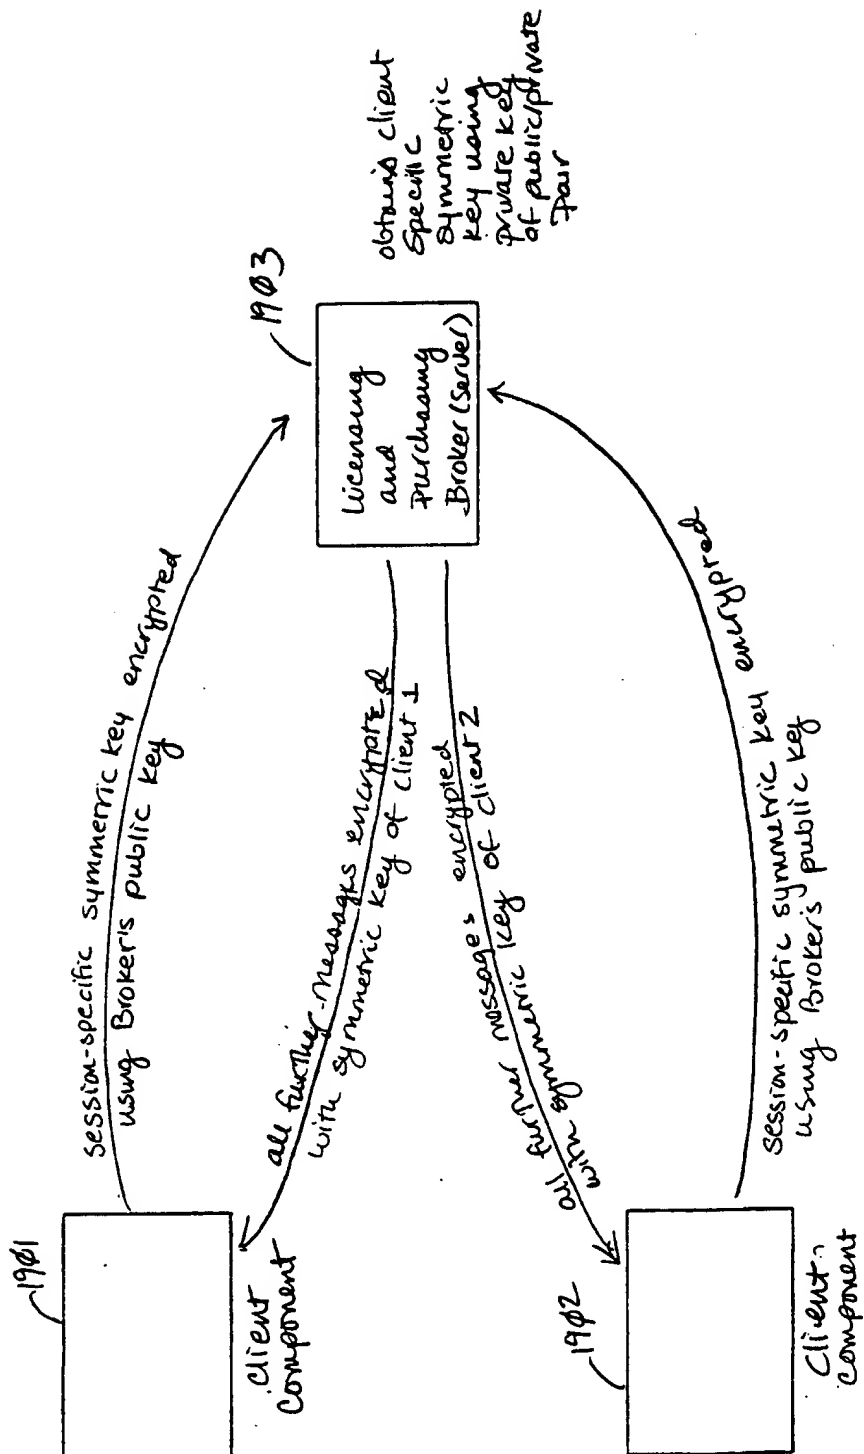 1901
client
component
session-specific symmetric key encrypted
using Broker's public key
all further messages encrypted
with symmetric key of client 1
1903
Licensing
and
Purchasing
Broker (Server)
obtains client
specific
symmetric
key using
private key
of public/private
pair
all further messages encrypted
with symmetric key of client 2
1902
client
component
session-specific symmetric key encrypted
using Broker's public key